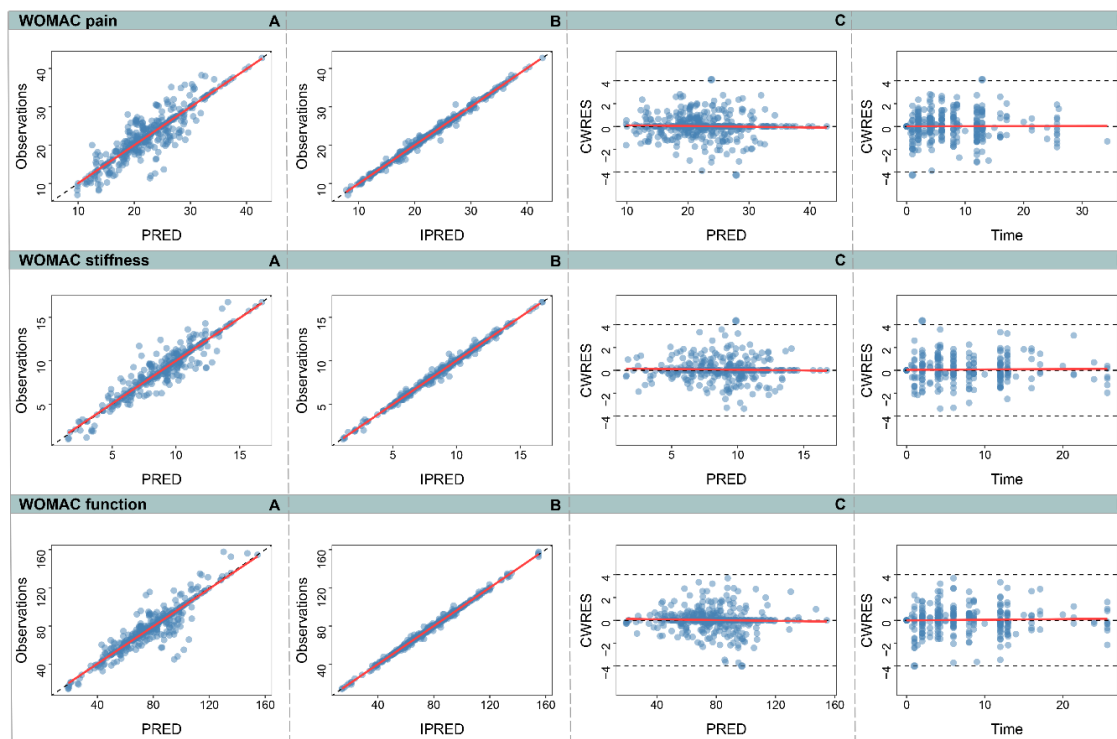 WOMAC pain A B C
Observations 10 20 30 40
10 20 30 40
PRED
Observations 10 20 30 40
10 20 30 40
IPRED
CWRES -4 -2 0 2 4
10 20 30 40
PRED
CWRES -4 -2 0 2 4
0 10 20 30
Time
WOMAC stiffness A B C
Observations 5 10 15
5 10 15
PRED
Observations 5 10 15
5 10 15
IPRED
CWRES -4 -2 0 2 4
5 10 15
PRED
CWRES -4 -2 0 2 4
0 10 20
Time
WOMAC function A B C
Observations 40 80 120 160
40 80 120 160
PRED
Observations 40 80 120 160
40 80 120 160
IPRED
CWRES -4 -2 0 2 4
40 80 120 160
PRED
CWRES -4 -2 0 2 4
0 10 20
Time